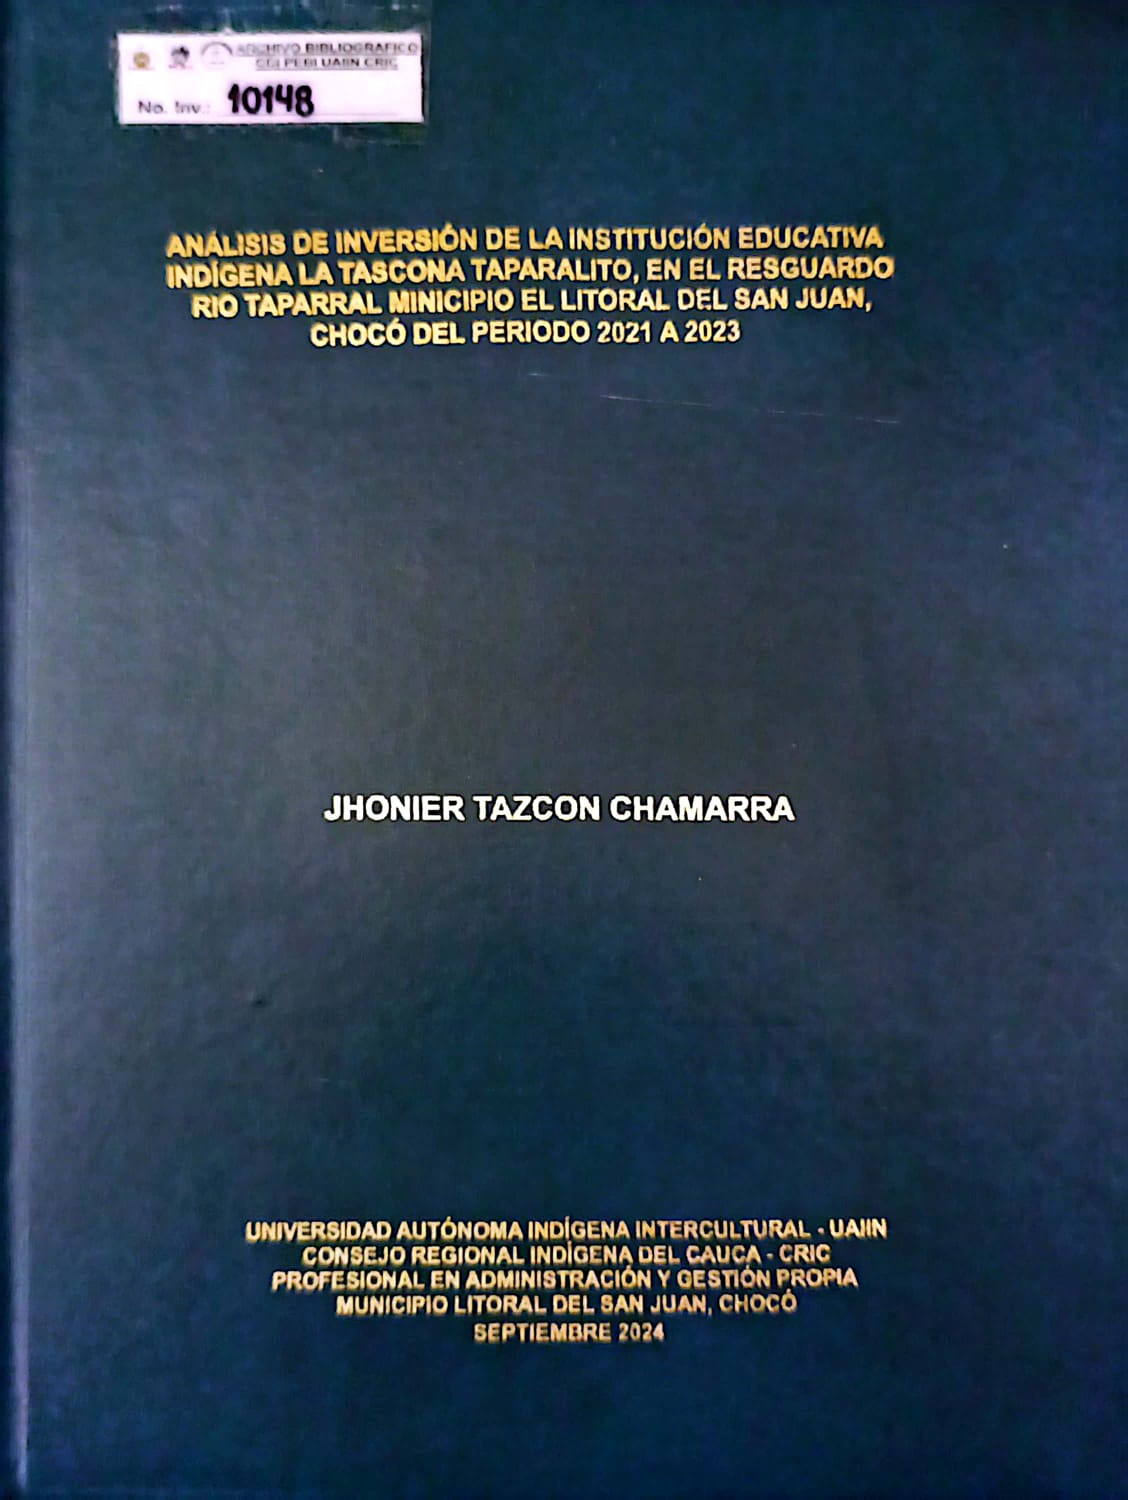 ARCHIVO BIBLIOGRAFICO
UAIIN CRIC
No. Inv.: 10148
ANÁLISIS DE INVERSIÓN DE LA INSTITUCIÓN EDUCATIVA
INDÍGENA LA TASCONA TAPARALITO, EN EL RESGUARDO
RIO TAPARRAL MINICIPIO EL LITORAL DEL SAN JUAN,
CHOCÓ DEL PERIODO 2021 A 2023
JHONIER TAZCON CHAMARRA
UNIVERSIDAD AUTÓNOMA INDÍGENA INTERCULTURAL - UAIIN
CONSEJO REGIONAL INDÍGENA DEL CAUCA - CRIC
PROFESIONAL EN ADMINISTRACIÓN Y GESTIÓN PROPIA
MUNICIPIO LITORAL DEL SAN JUAN, CHOCÓ
SEPTIEMBRE 2024